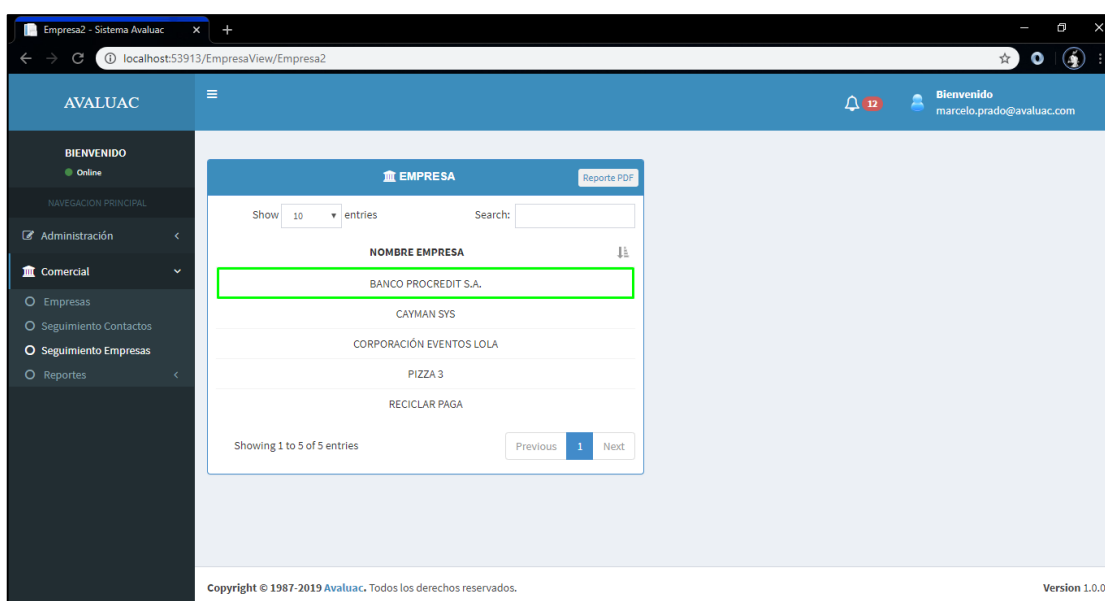 Empresa2 - Sistema Avaluac
localhost:53913/EmpresaView/Empresa2
AVALUAC
12
Bienvenido
marcelo.prado@avaluac.com
BIENVENIDO
Online
NAVEGACION PRINCIPAL
Administración
Comercial
Empresas
Seguimiento Contactos
Seguimiento Empresas
Reportes
EMPRESA
Reporte PDF
Show 10 entries
Search:
NOMBRE EMPRESA
BANCO PROCREDIT S.A.
CAYMAN SYS
CORPORACIÓN EVENTOS LOLA
PIZZA 3
RECICLAR PAGA
Showing 1 to 5 of 5 entries
Previous 1 Next
Copyright © 1987-2019 Avaluac. Todos los derechos reservados.
Version 1.0.0